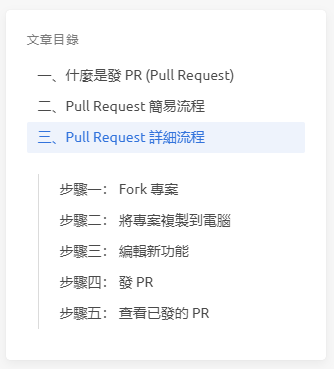 文章目錄
一、什麼是發 PR (Pull Request)
二、Pull Request 簡易流程
三、Pull Request 詳細流程
步驟一： Fork 專案
步驟二： 將專案複製到電腦
步驟三： 編輯新功能
步驟四： 發 PR
步驟五： 查看已發的 PR